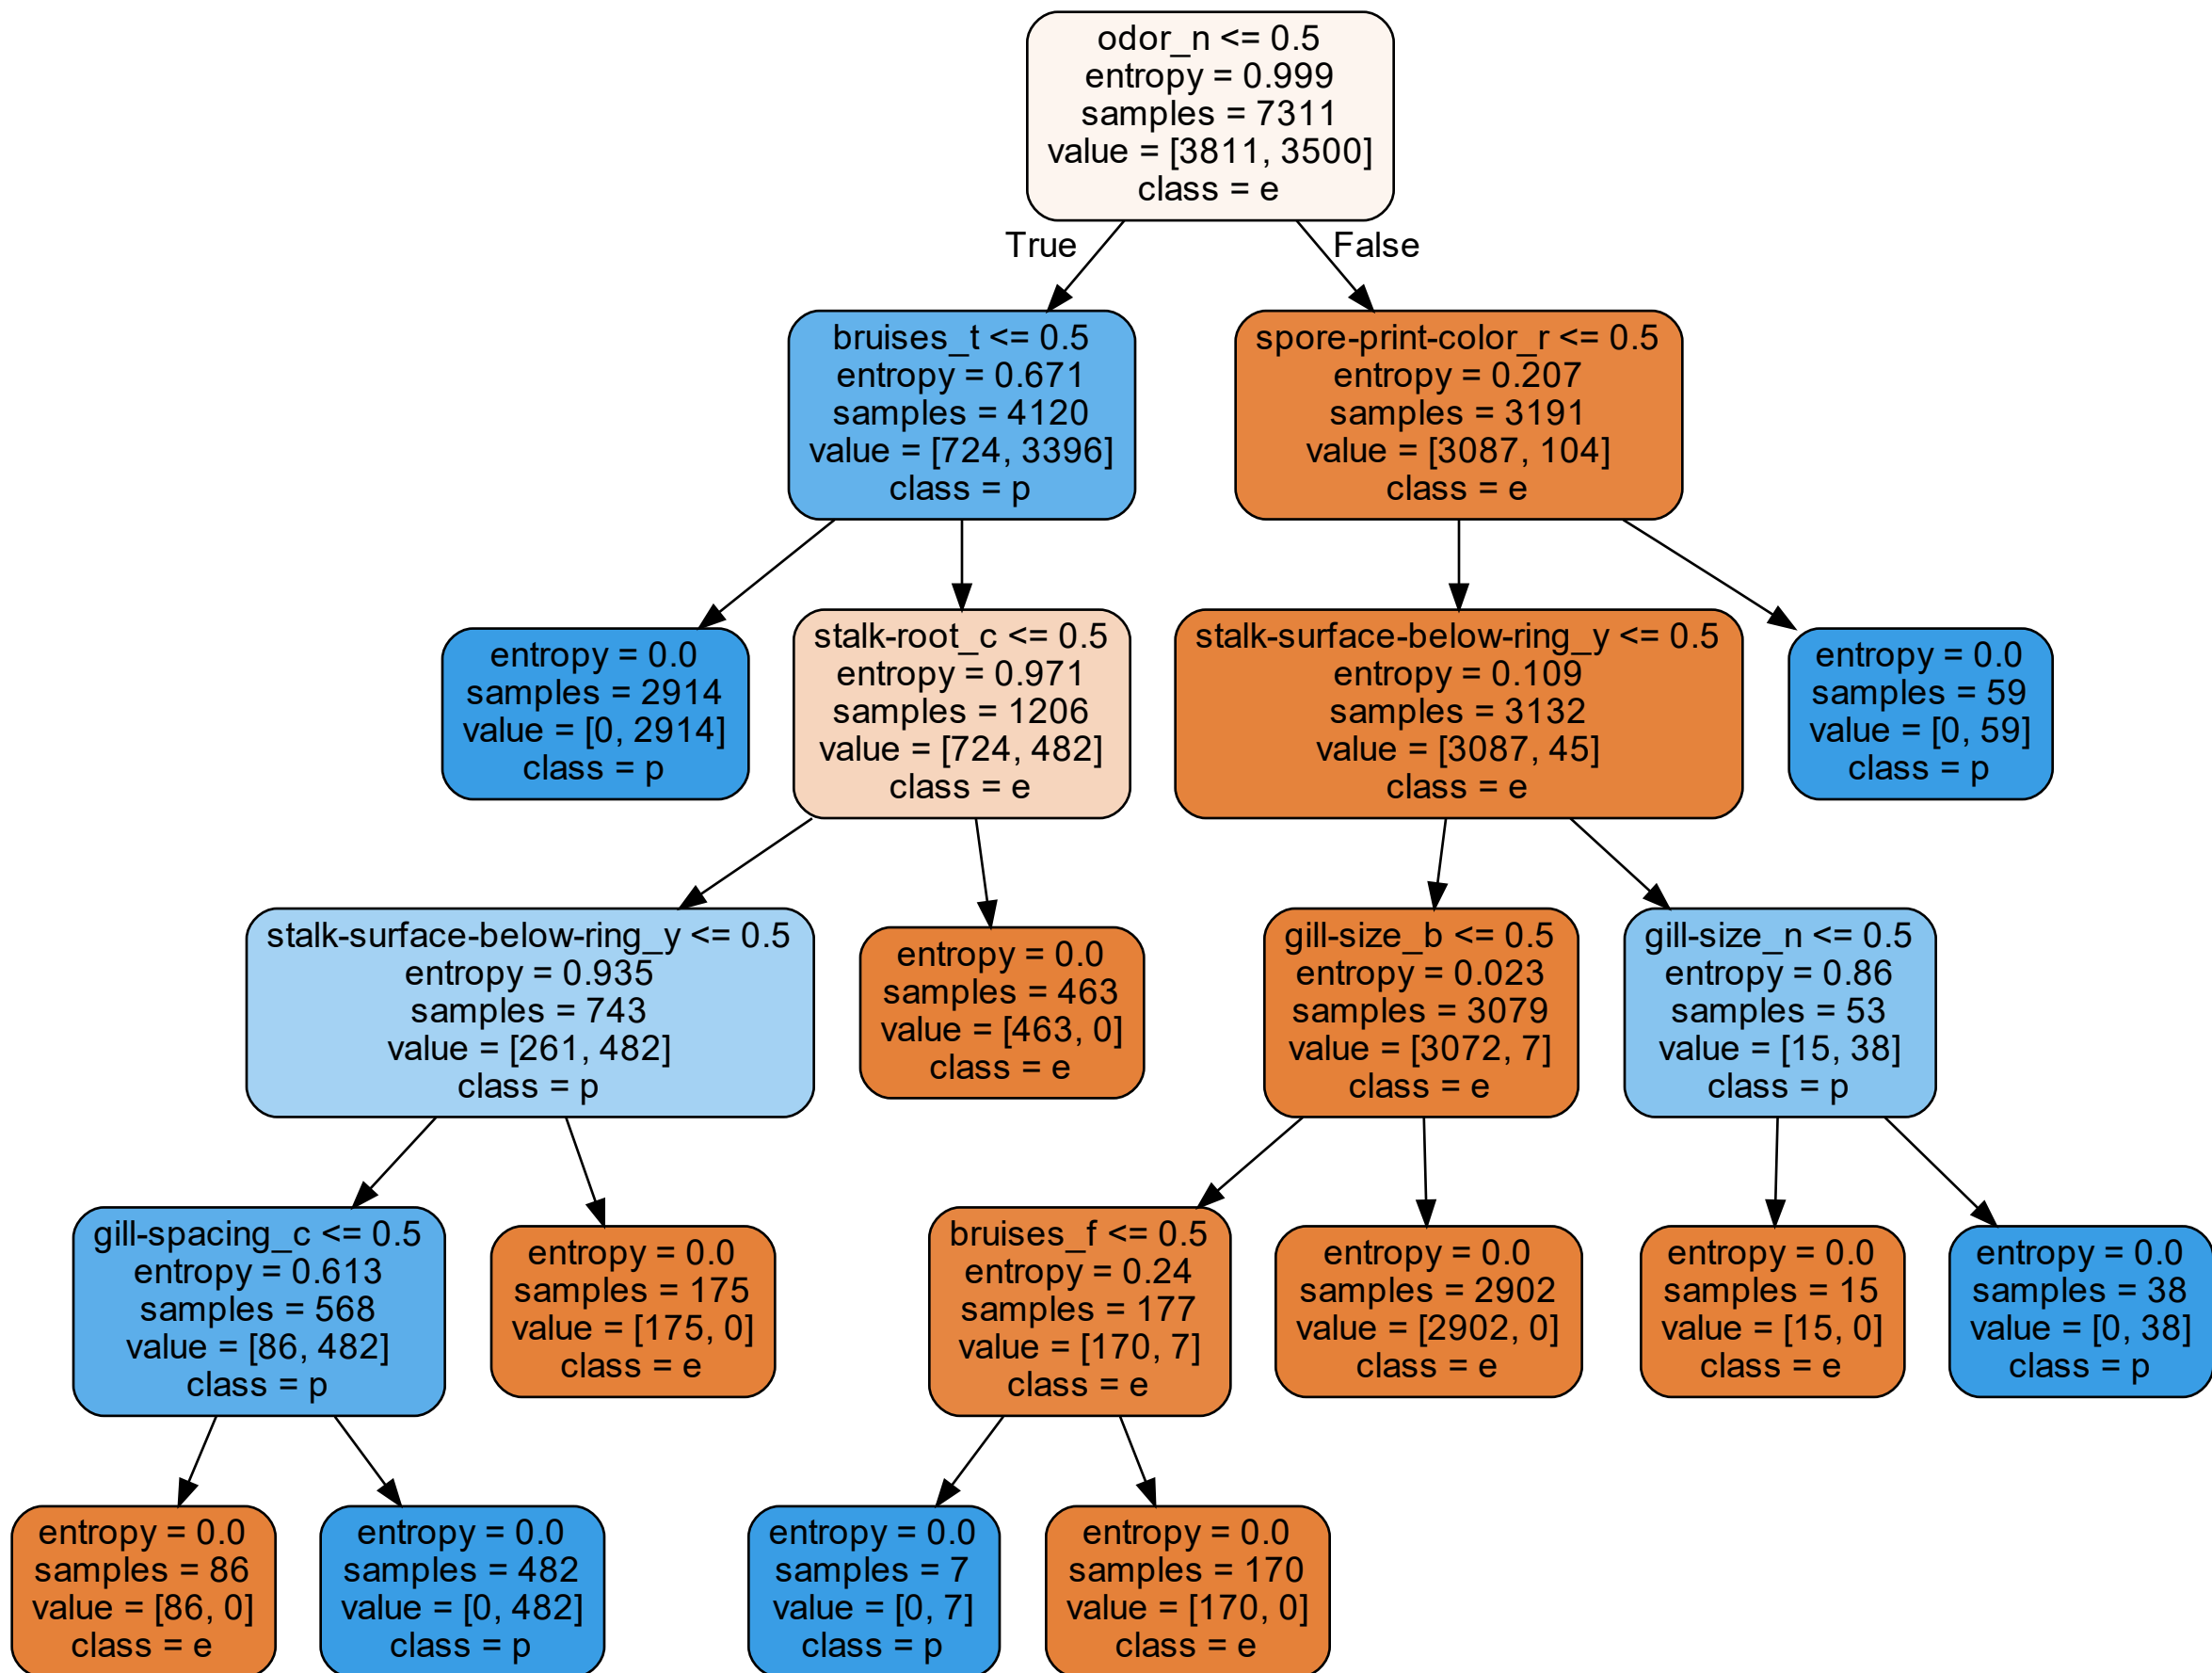 odor_n <= 0.5
entropy = 0.999
samples = 7311
value = [3811, 3500]
class = e
True
False
bruises_t <= 0.5
entropy = 0.671
samples = 4120
value = [724, 3396]
class = p
spore-print-color_r <= 0.5
entropy = 0.207
samples = 3191
value = [3087, 104]
class = e
entropy = 0.0
samples = 2914
value = [0, 2914]
class = p
stalk-root_c <= 0.5
entropy = 0.971
samples = 1206
value = [724, 482]
class = e
stalk-surface-below-ring_y <= 0.5
entropy = 0.109
samples = 3132
value = [3087, 45]
class = e
entropy = 0.0
samples = 59
value = [0, 59]
class = p
stalk-surface-below-ring_y <= 0.5
entropy = 0.935
samples = 743
value = [261, 482]
class = p
entropy = 0.0
samples = 463
value = [463, 0]
class = e
gill-size_b <= 0.5
entropy = 0.023
samples = 3079
value = [3072, 7]
class = e
gill-size_n <= 0.5
entropy = 0.86
samples = 53
value = [15, 38]
class = p
gill-spacing_c <= 0.5
entropy = 0.613
samples = 568
value = [86, 482]
class = p
entropy = 0.0
samples = 175
value = [175, 0]
class = e
bruises_f <= 0.5
entropy = 0.24
samples = 177
value = [170, 7]
class = e
entropy = 0.0
samples = 2902
value = [2902, 0]
class = e
entropy = 0.0
samples = 15
value = [15, 0]
class = e
entropy = 0.0
samples = 38
value = [0, 38]
class = p
entropy = 0.0
samples = 86
value = [86, 0]
class = e
entropy = 0.0
samples = 482
value = [0, 482]
class = p
entropy = 0.0
samples = 7
value = [0, 7]
class = p
entropy = 0.0
samples = 170
value = [170, 0]
class = e